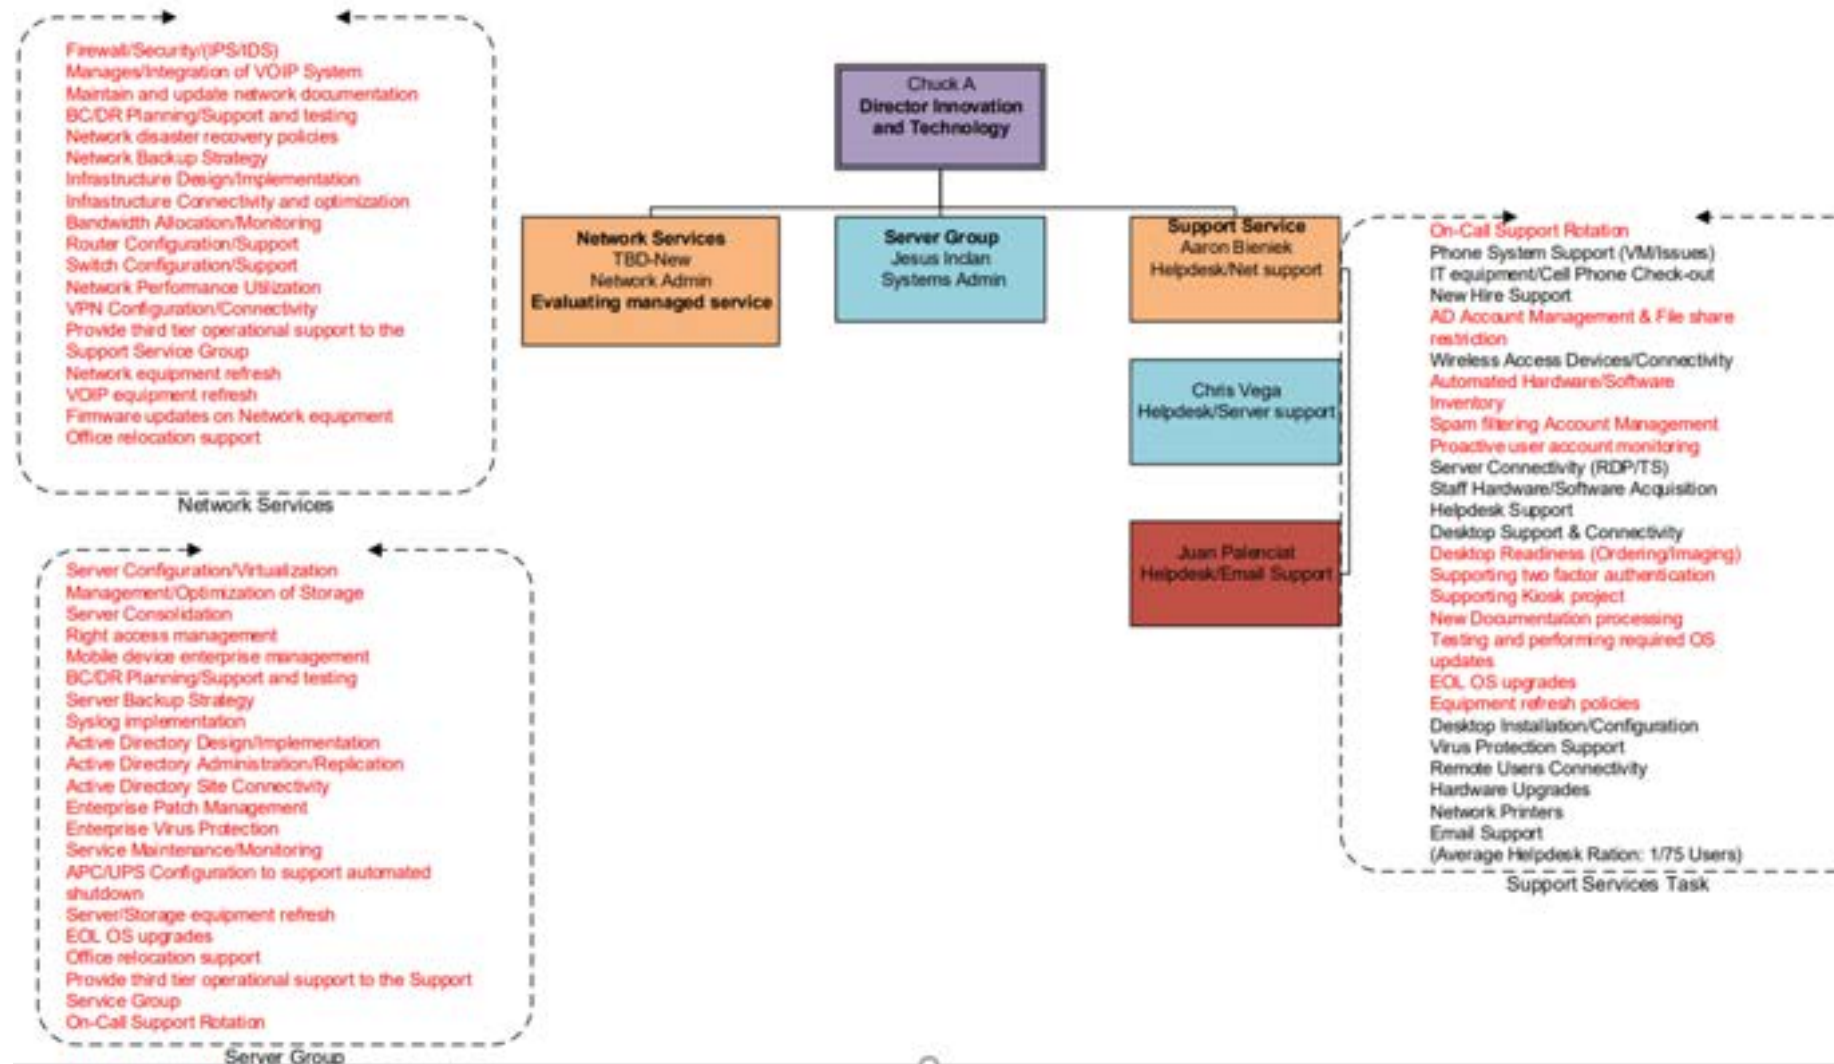 Firewall/Security/(IPS/IDS)
Manages/Integration of VOIP System
Maintain and update network documentation
BC/DR Planning/Support and testing
Network disaster recovery policies
Network Backup Strategy
Infrastructure Design/Implementation
Infrastructure Connectivity and optimization
Bandwidth Allocation/Monitoring
Router Configuration/Support
Switch Configuration/Support
Network Performance Utilization
VPN Configuration/Connectivity
Provide third tier operational support to the
Support Service Group
Network equipment refresh
VOIP equipment refresh
Firmware updates on Network equipment
Office relocation support
Network Services
Server Configuration/Virtualization
Management/Optimization of Storage
Server Consolidation
Right access management
Mobile device enterprise management
BC/DR Planning/Support and testing
Server Backup Strategy
Syslog implementation
Active Directory Design/Implementation
Active Directory Administration/Replication
Active Directory Site Connectivity
Enterprise Patch Management
Enterprise Virus Protection
Service Maintenance/Monitoring
APC/UPS Configuration to support automated
shutdown
Server/Storage equipment refresh
EOL OS upgrades
Office relocation support
Provide third tier operational support to the Support
Service Group
On-Call Support Rotation
Server Group
Chuck A
Director Innovation
and Technology
Network Services
TBD-New
Network Admin
Evaluating managed service
Server Group
Jesus Inclan
Systems Admin
Support Service
Aaron Bieniek
Helpdesk/Net support
Chris Vega
Helpdesk/Server support
Juan Palenciat
Helpdesk/Email Support
On-Call Support Rotation
Phone System Support (VM/Issues)
IT equipment/Cell Phone Check-out
New Hire Support
AD Account Management & File share
restriction
Wireless Access Devices/Connectivity
Automated Hardware/Software
Inventory
Spam filtering Account Management
Proactive user account monitoring
Server Connectivity (RDP/TS)
Staff Hardware/Software Acquisition
Helpdesk Support
Desktop Support & Connectivity
Desktop Readiness (Ordering/Imaging)
Supporting two factor authentication
Supporting Kiosk project
New Documentation processing
Testing and performing required OS
updates
EOL OS upgrades
Equipment refresh policies
Desktop Installation/Configuration
Virus Protection Support
Remote Users Connectivity
Hardware Upgrades
Network Printers
Email Support
(Average Helpdesk Ration: 1/75 Users)
Support Services Task